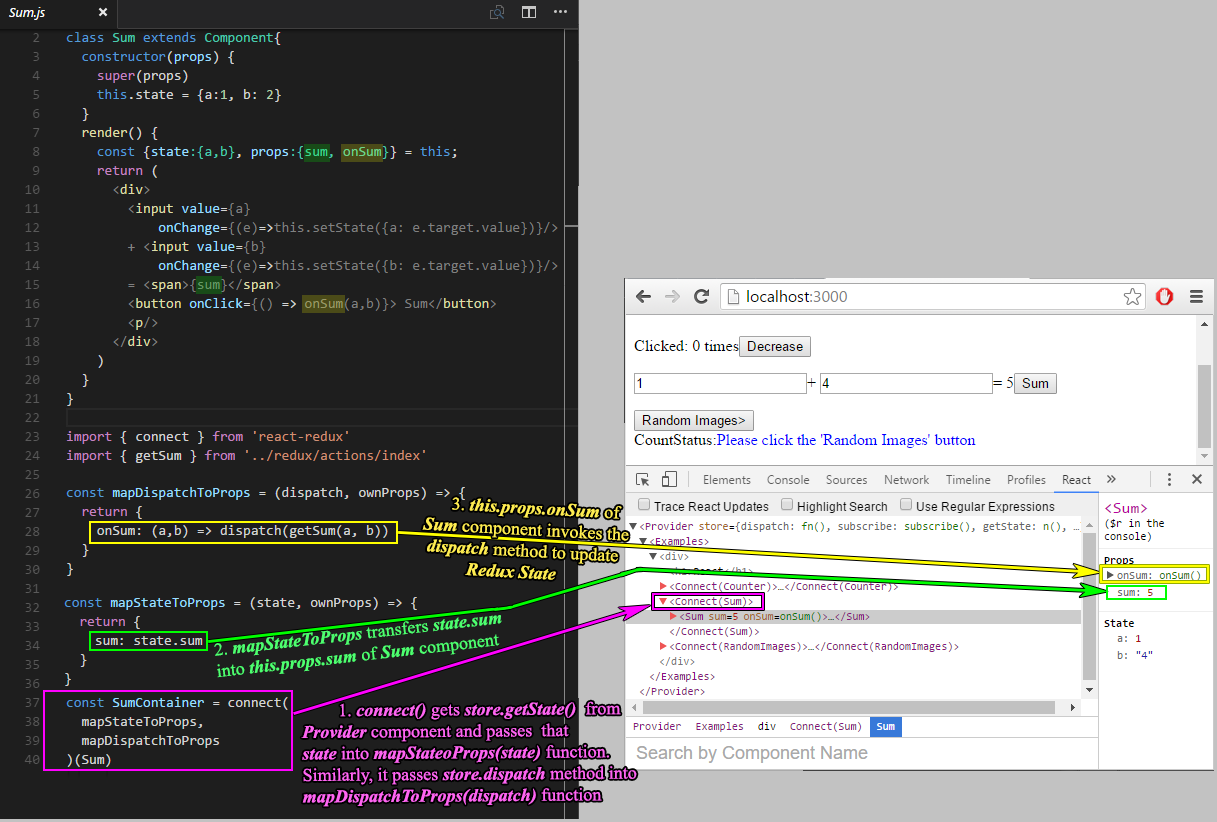 Sum.js
2 class Sum extends Component{
3 constructor(props) {
4 super(props)
5 this.state = {a:1, b: 2}
6 }
7 render() {
8 const {state:{a,b}, props:{sum, onSum}} = this;
9 return (
10 <div>
11 <input value={a}
12 onChange={(e)=>this.setState({a: e.target.value})}/>
13 + <input value={b}
14 onChange={(e)=>this.setState({b: e.target.value})}/>
15 = <span>{sum}</span>
16 <button onClick={() => onSum(a,b)}> Sum</button>
17 <p/>
18 </div>
19 )
20 }
21 }
22
23 import { connect } from 'react-redux'
24 import { getSum } from '../redux/actions/index'
25
26 const mapDispatchToProps = (dispatch, ownProps) => {
27 return {
28 onSum: (a,b) => dispatch(getSum(a, b))
29 }
30 }
31
32 const mapStateToProps = (state, ownProps) => {
33 return {
34 sum: state.sum
35 }
36 }
37 const SumContainer = connect(
38 mapStateToProps,
39 mapDispatchToProps
40 )(Sum)
3. this.props.onSum of
Sum component invokes the
dispatch method to update
Redux State
2. mapStateToProps transfers state.sum
into this.props.sum of Sum component
1. connect() gets store.getState() from
Provider component and passes that
state into mapStateoProps(state) function.
Similarly, it passes store.dispatch method into
mapDispatchToProps(dispatch) function
localhost:3000
Clicked: 0 times Decrease
1 + 4 = 5 Sum
Random Images>
CountStatus:Please click the 'Random Images' button
Elements Console Sources Network Timeline Profiles React »
Trace React Updates Highlight Search Use Regular Expressions
<Provider store={dispatch: fn(), subscribe: subscribe(), getState: n(), …
<Examples>
<div>
<Connect(Counter)>…</Connect(Counter)>
<Connect(Sum)>
<Sum sum=5 onSum=onSum()>…</Sum>
</Connect(Sum)>
<Connect(RandomImages)>…</Connect(RandomImages)>
</div>
</Examples>
</Provider>
Provider Examples div Connect(Sum) Sum
Search by Component Name
<Sum>
($r in the
console)
Props
onSum: onSum()
sum: 5
State
a: 1
b: "4"